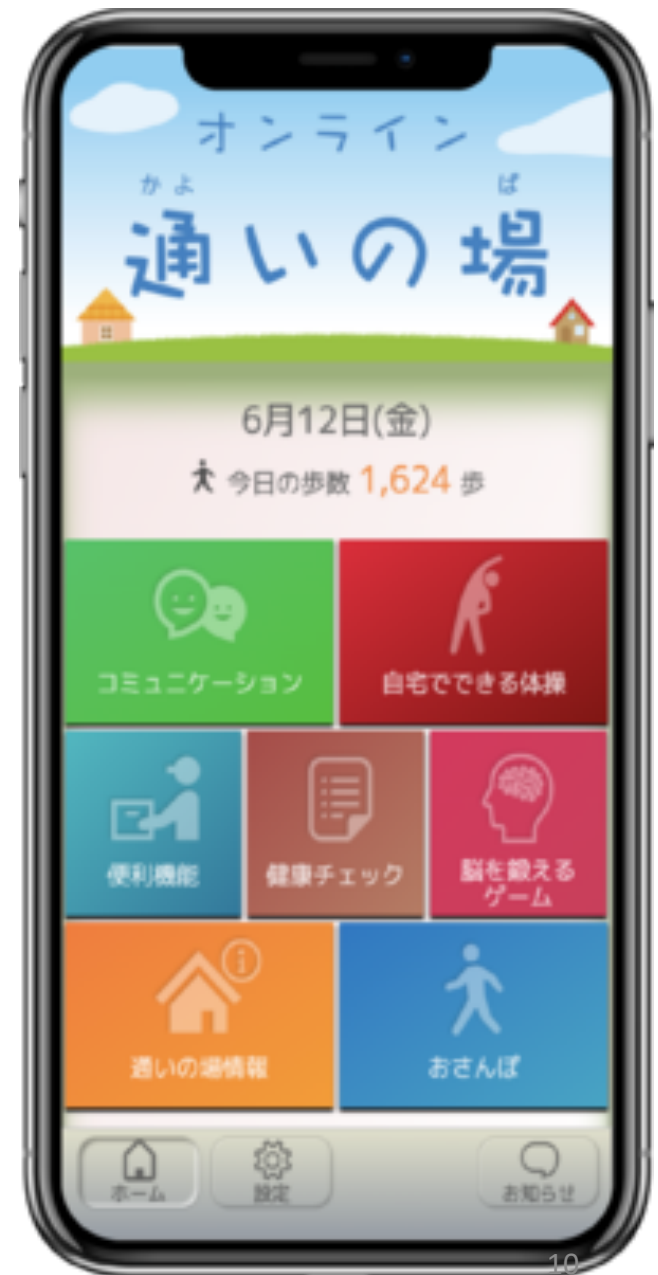 オンライン
かよ ば
通いの場
6月12日(金)
今日の歩数 1,624 歩
コミュニケーション
自宅でできる体操
便利機能
健康チェック
脳を鍛える
ゲーム
通いの場情報
おさんぽ
ホーム
設定
お知らせ
10